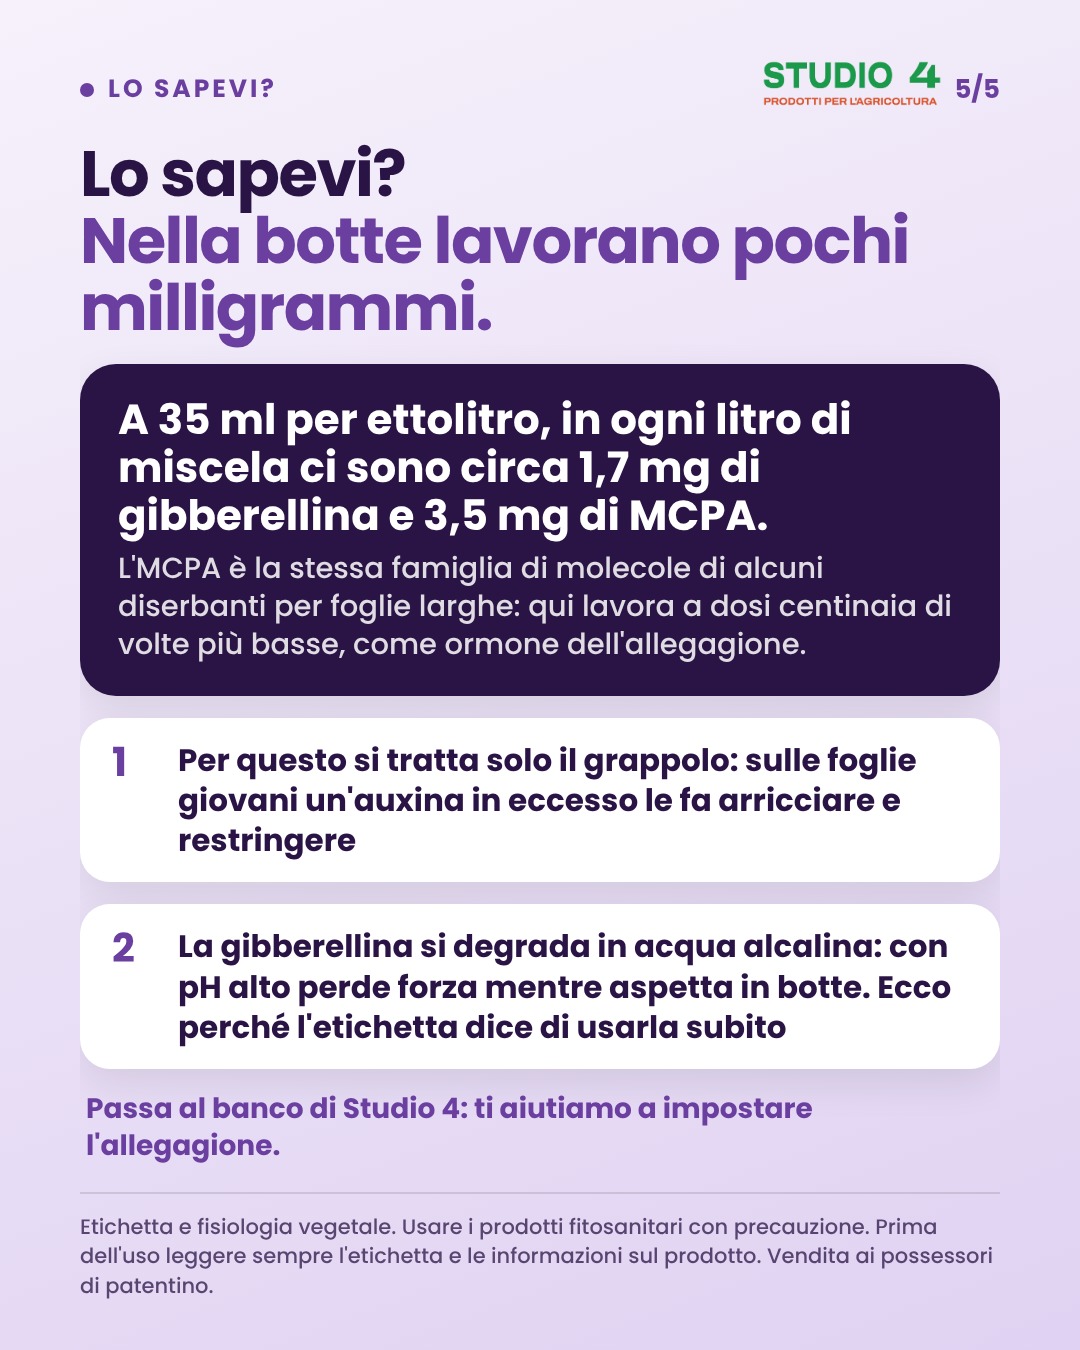 LO SAPEVI?
STUDIO 4
PRODOTTI PER L'AGRICOLTURA
5/5
Lo sapevi?
Nella botte lavorano pochi
milligrammi.
A 35 ml per ettolitro, in ogni litro di
miscela ci sono circa 1,7 mg di
gibberellina e 3,5 mg di MCPA.
L'MCPA è la stessa famiglia di molecole di alcuni
diserbanti per foglie larghe: qui lavora a dosi centinaia di
volte più basse, come ormone dell'allegagione.
1
Per questo si tratta solo il grappolo: sulle foglie
giovani un'auxina in eccesso le fa arricciare e
restringere
2
La gibberellina si degrada in acqua alcalina: con
pH alto perde forza mentre aspetta in botte. Ecco
perché l'etichetta dice di usarla subito
Passa al banco di Studio 4: ti aiutiamo a impostare
l'allegagione.
Etichetta e fisiologia vegetale. Usare i prodotti fitosanitari con precauzione. Prima
dell'uso leggere sempre l'etichetta e le informazioni sul prodotto. Vendita ai possessori
di patentino.